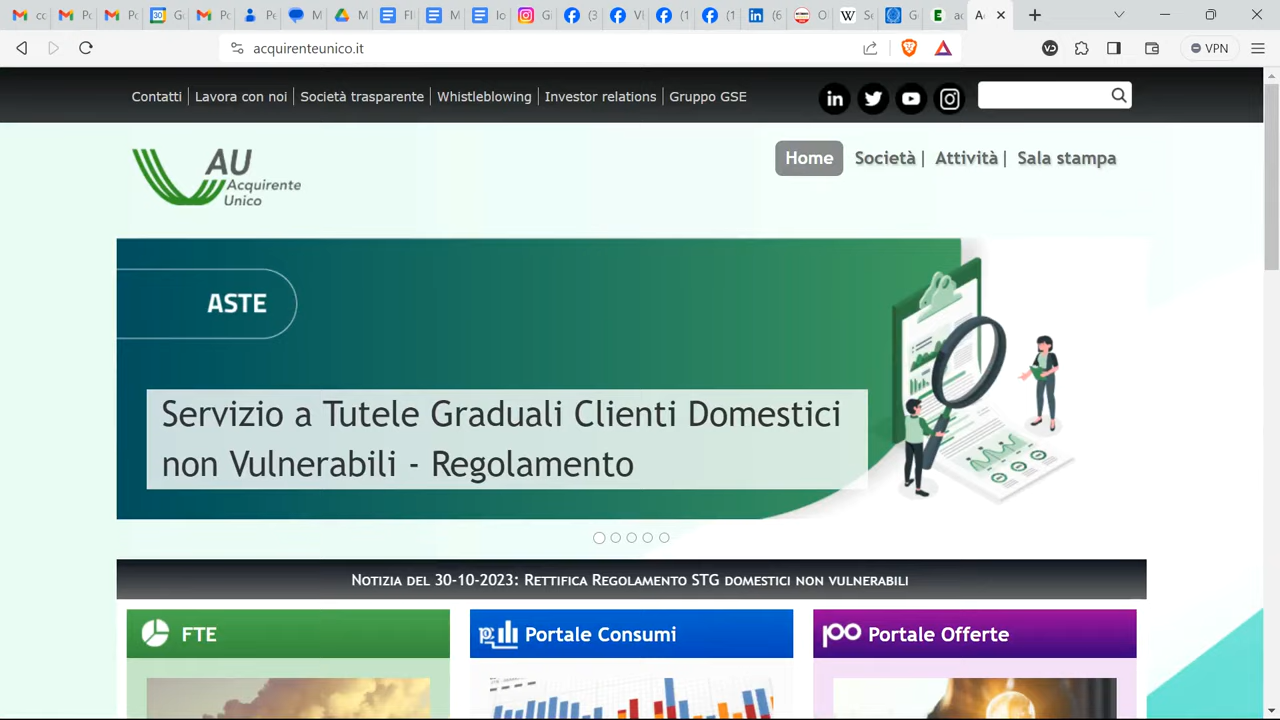 acquirenteunico.it
VPN
Contatti
Lavora con noi
Società trasparente
Whistleblowing
Investor relations
Gruppo GSE
AU
Acquirente
Unico
Home
Società
Attività
Sala stampa
ASTE
Servizio a Tutele Graduali Clienti Domestici
non Vulnerabili - Regolamento
Notizia del 30-10-2023: Rettifica Regolamento STG domestici non vulnerabili
FTE
Portale Consumi
Portale Offerte